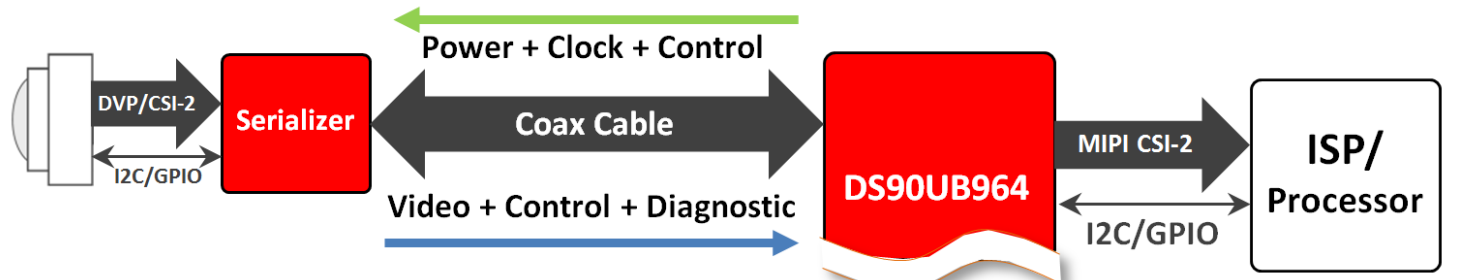 Power + Clock + Control
DVP/CSI-2
I2C/GPIO
Serializer
Coax Cable
Video + Control + Diagnostic
DS90UB964
MIPI CSI-2
I2C/GPIO
ISP/
Processor